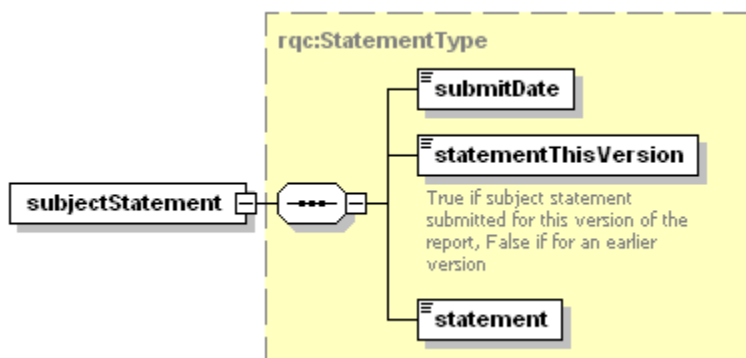 rqc:StatementType
submitDate
statementThisVersion
True if subject statement
submitted for this version of the
report, False if for an earlier
version
subjectStatement
statement